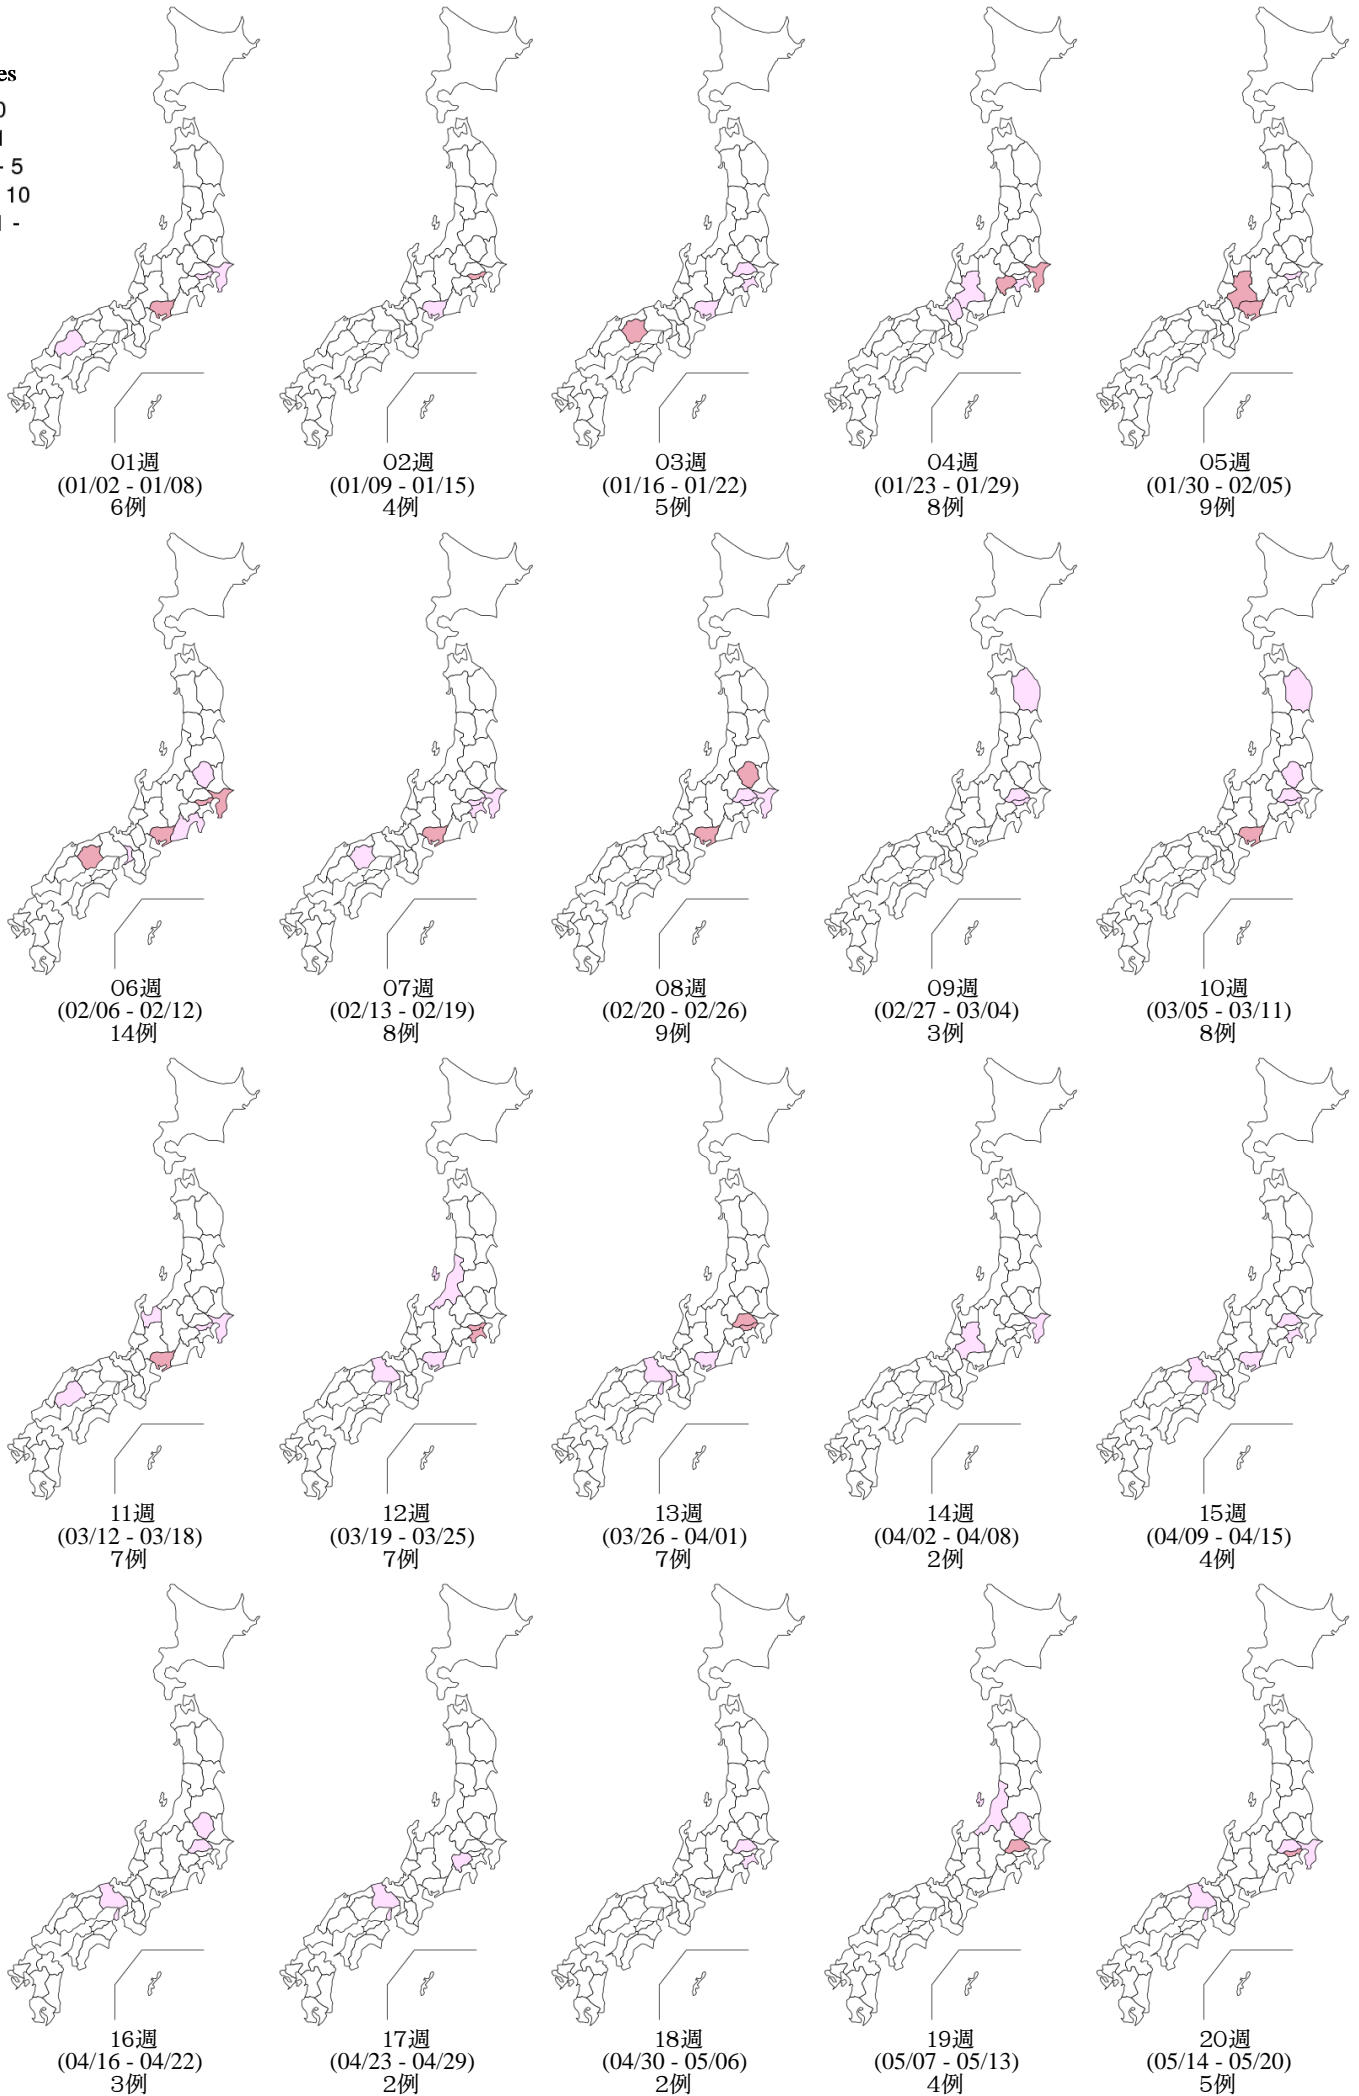 es
0
1
- 5
10
1 -
01週
(01/02 - 01/08)
6例
02週
(01/09 - 01/15)
4例
03週
(01/16 - 01/22)
5例
04週
(01/23 - 01/29)
8例
05週
(01/30 - 02/05)
9例
06週
(02/06 - 02/12)
14例
07週
(02/13 - 02/19)
8例
08週
(02/20 - 02/26)
9例
09週
(02/27 - 03/04)
3例
10週
(03/05 - 03/11)
8例
11週
(03/12 - 03/18)
7例
12週
(03/19 - 03/25)
7例
13週
(03/26 - 04/01)
7例
14週
(04/02 - 04/08)
2例
15週
(04/09 - 04/15)
4例
16週
(04/16 - 04/22)
3例
17週
(04/23 - 04/29)
2例
18週
(04/30 - 05/06)
2例
19週
(05/07 - 05/13)
4例
20週
(05/14 - 05/20)
5例